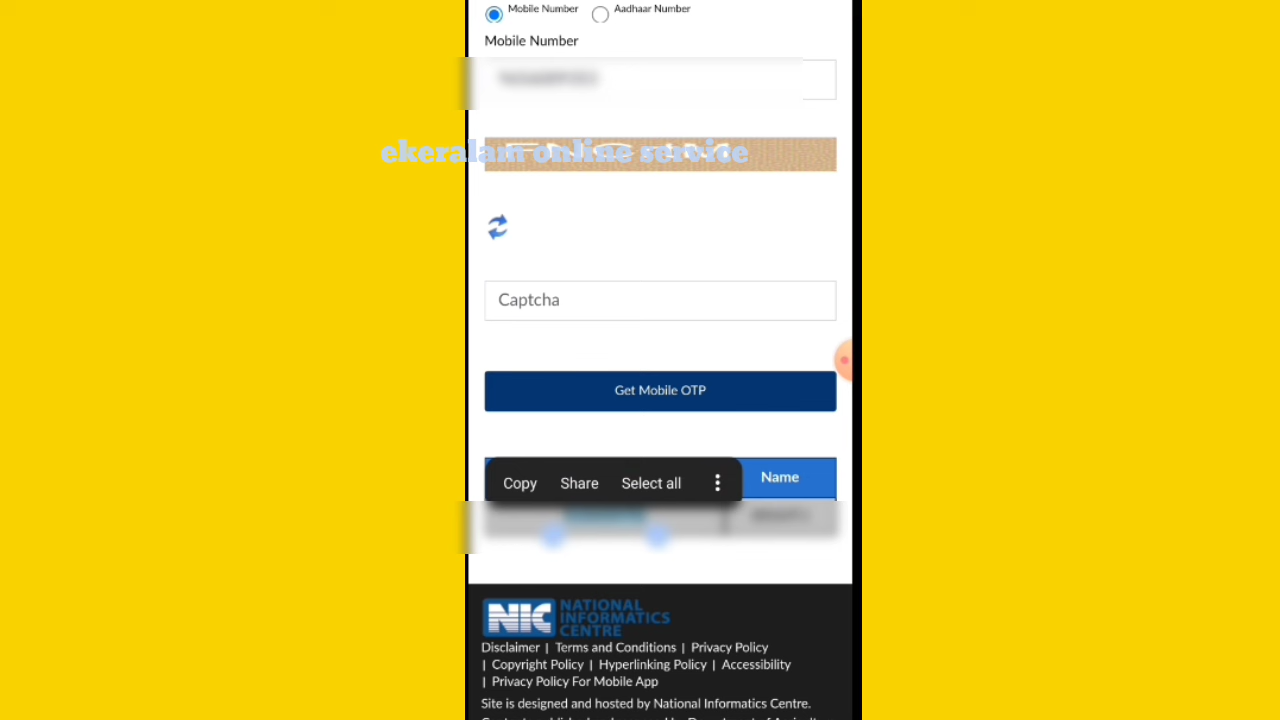 Mobile Number Aadhaar Number
Mobile Number
ekeralam online service
Captcha
Get Mobile OTP
Copy Share Select all
Name
NIC NATIONAL INFORMATICS CENTRE
Disclaimer | Terms and Conditions | Privacy Policy
| Copyright Policy | Hyperlinking Policy | Accessibility
| Privacy Policy For Mobile App
Site is designed and hosted by National Informatics Centre.